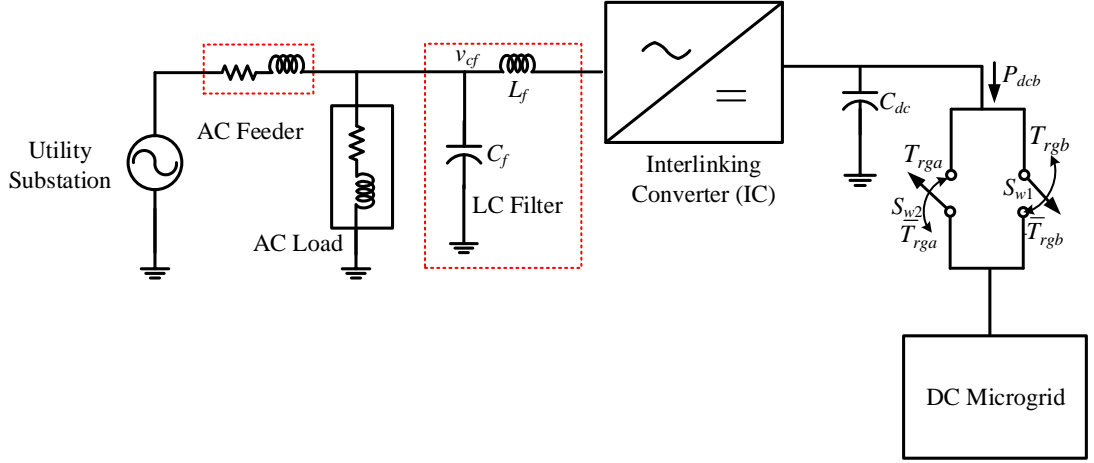 v_cf
L_f
P_dcb
C_dc
AC Feeder
T_rgb
Utility
Substation
C_f
Interlinking
Converter (IC)
T_rga
S_w1
LC Filter
S_w2
T̅_rga
T̅_rgb
AC Load
DC Microgrid